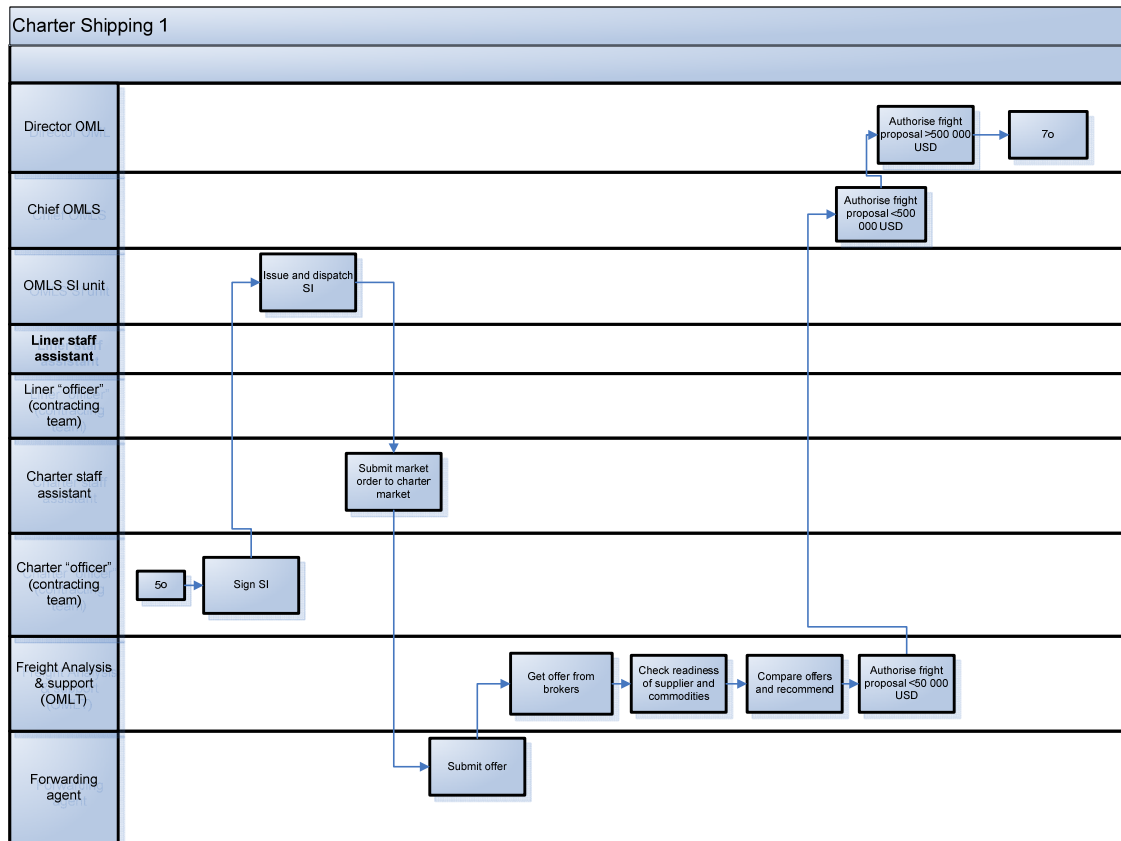 Charter Shipping 1
Director OML
Authorise fright
proposal >500 000
USD
7o
Chief OMLS
Authorise fright
proposal <500
000 USD
OMLS SI unit
Issue and dispatch
SI
Liner staff
assistant
Liner “officer”
(contracting
team)
Charter staff
assistant
Submit market
order to charter
market
Charter “officer”
(contracting
team)
5o
Sign SI
Freight Analysis
& support
(OMLT)
Get offer from
brokers
Check readiness
of supplier and
commodities
Compare offers
and recommend
Authorise fright
proposal <50 000
USD
Forwarding
agent
Submit offer